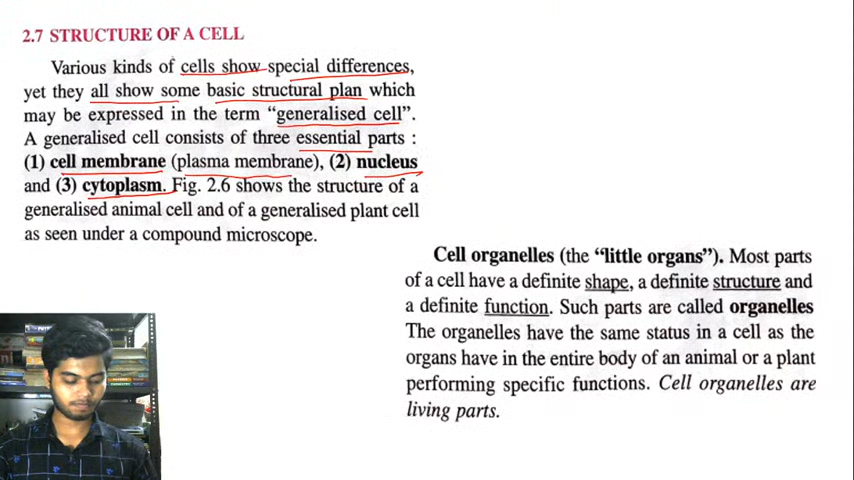 2.7 STRUCTURE OF A CELL
Various kinds of cells show special differences,
yet they all show some basic structural plan which
may be expressed in the term “generalised cell”.
A generalised cell consists of three essential parts :
(1) cell membrane (plasma membrane), (2) nucleus
and (3) cytoplasm. Fig. 2.6 shows the structure of a
generalised animal cell and of a generalised plant cell
as seen under a compound microscope.
Cell organelles (the “little organs”). Most parts
of a cell have a definite shape, a definite structure and
a definite function. Such parts are called organelles
The organelles have the same status in a cell as the
organs have in the entire body of an animal or a plant
performing specific functions. Cell organelles are
living parts.